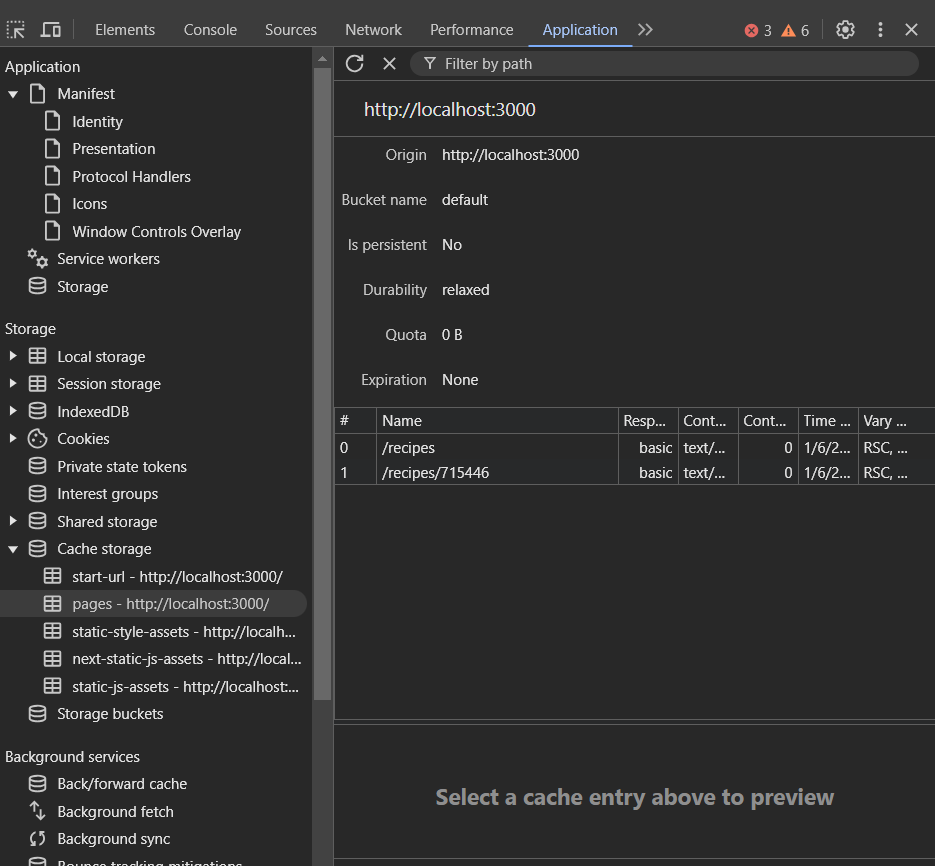 Elements Console Sources Network Performance Application 3 6
Application
Manifest
Identity
Presentation
Protocol Handlers
Icons
Window Controls Overlay
Service workers
Storage
Storage
Local storage
Session storage
IndexedDB
Cookies
Private state tokens
Interest groups
Shared storage
Cache storage
start-url - http://localhost:3000/
pages - http://localhost:3000/
static-style-assets - http://localh...
next-static-js-assets - http://local...
static-js-assets - http://localhost:...
Storage buckets
Background services
Back/forward cache
Background fetch
Background sync
Bounce tracking mitigations
Filter by path
http://localhost:3000
Origin http://localhost:3000
Bucket name default
Is persistent No
Durability relaxed
Quota 0 B
Expiration None
# Name Resp... Cont... Cont... Time ... Vary ...
0 /recipes basic text/... 0 1/6/2... RSC, ...
1 /recipes/715446 basic text/... 0 1/6/2... RSC, ...
Select a cache entry above to preview